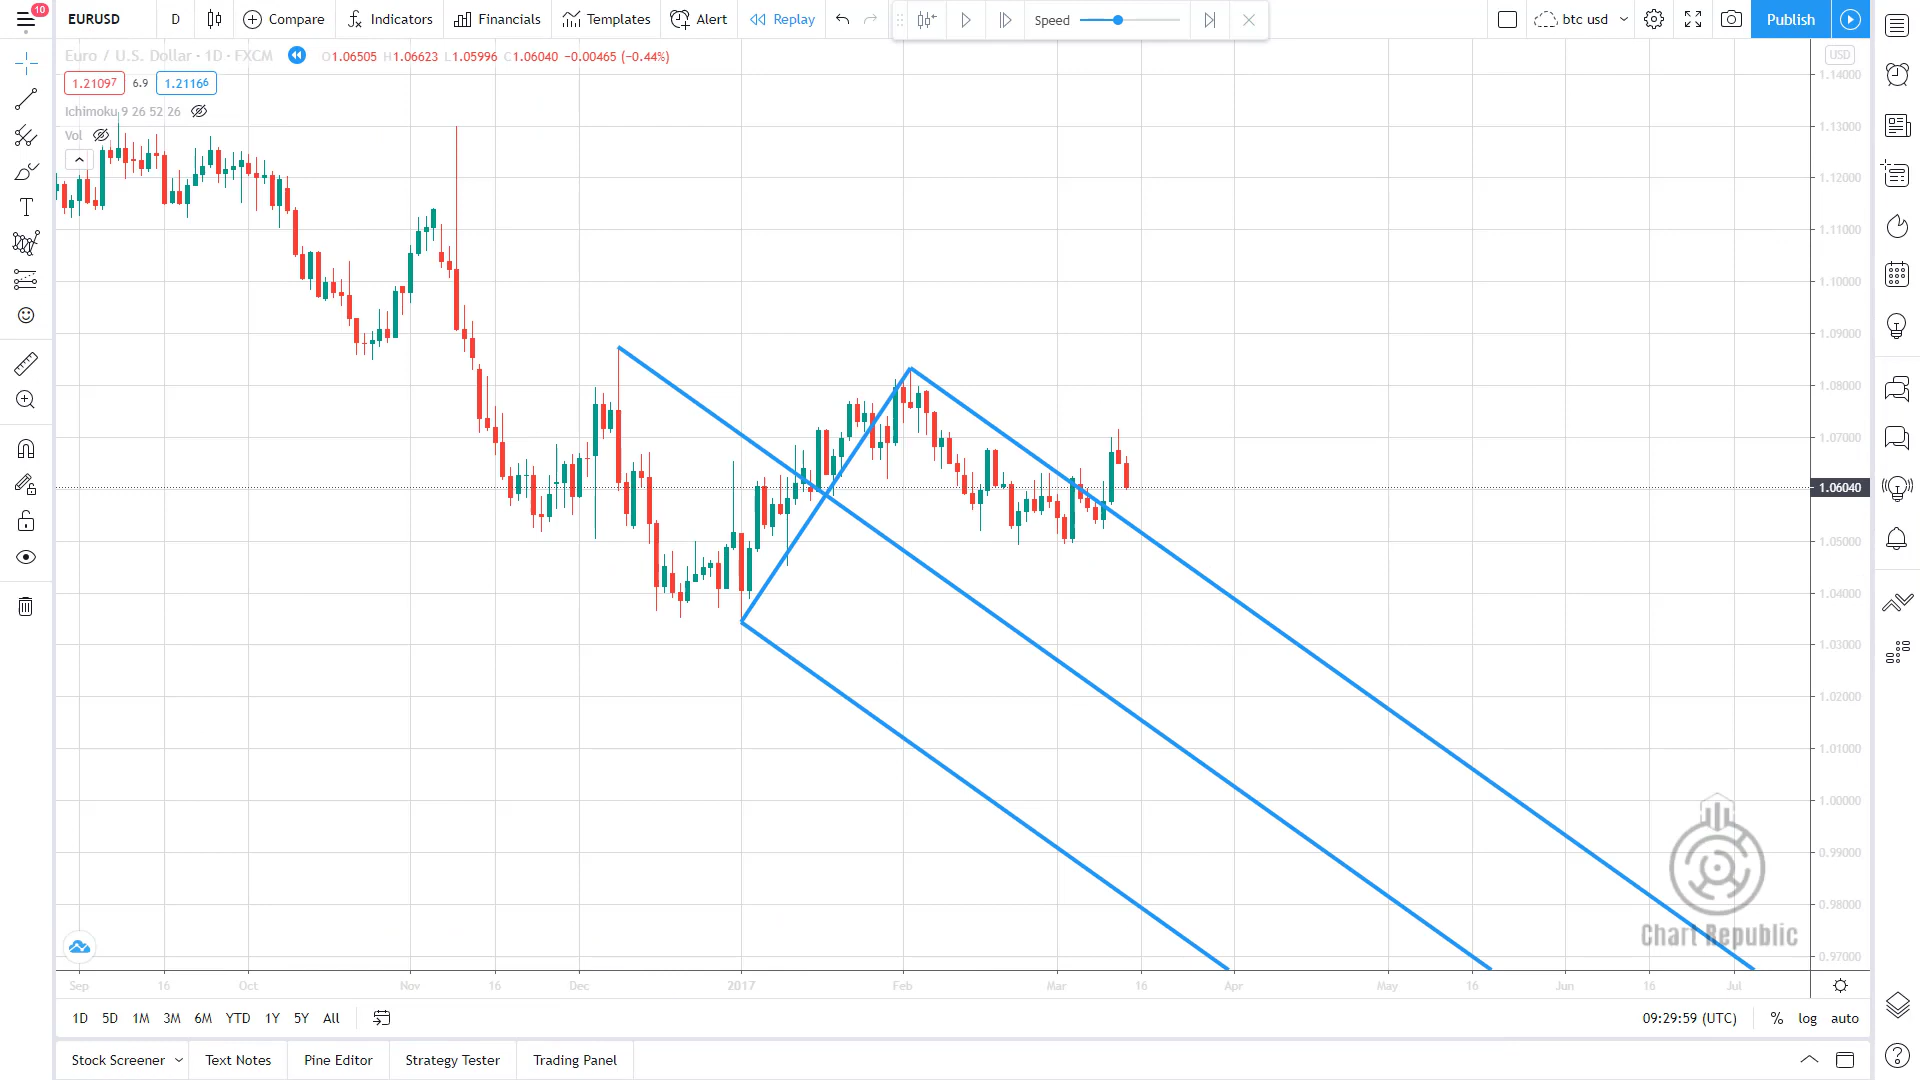 10
EURUSD D Compare Indicators Financials Templates Alert Replay Speed btc usd Publish
Euro / U.S. Dollar · 1D · FXCM O1.06505 H1.06623 L1.05996 C1.06040 −0.00465 (−0.44%)
USD
1.21097 6.9 1.21166
Ichimoku 9 26 52 26
Vol
1.14000
1.13000
1.12000
1.11000
1.10000
1.09000
1.08000
1.07000
1.06040
1.05000
1.04000
1.03000
1.02000
1.01000
1.00000
0.99000
0.98000
0.97000
Chart Republic
Sep 16 Oct Nov 16 Dec 2017 Feb Mar 16 Apr May 16 Jun 16 Jul
1D 5D 1M 3M 6M YTD 1Y 5Y All 09:29:59 (UTC) % log auto
Stock Screener Text Notes Pine Editor Strategy Tester Trading Panel